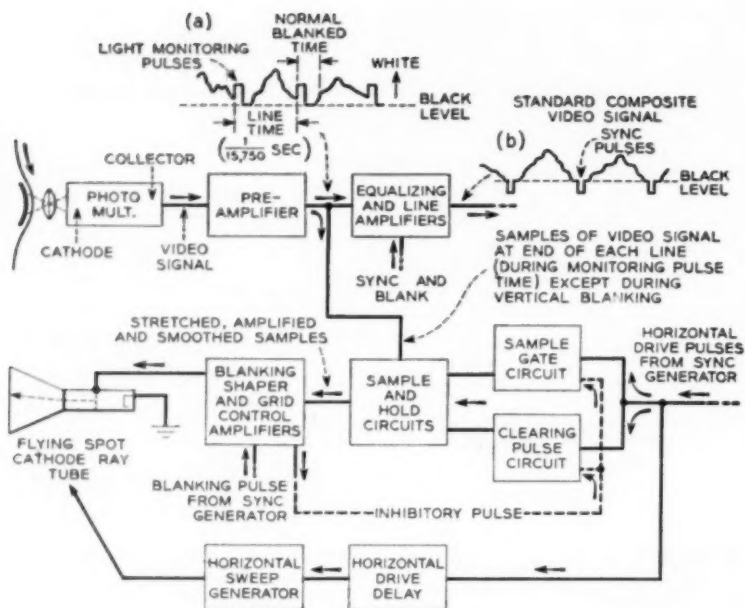 (a)
NORMAL
BLANKED
TIME
LIGHT MONITORING
PULSES
WHITE
BLACK
LEVEL
LINE
TIME
(1/15,750 SEC)
(b)
STANDARD COMPOSITE
VIDEO SIGNAL
SYNC
PULSES
BLACK
LEVEL
COLLECTOR
PHOTO
MULT.
CATHODE
VIDEO
SIGNAL
PRE-
AMPLIFIER
EQUALIZING
AND LINE
AMPLIFIERS
SYNC AND
BLANK
SAMPLES OF VIDEO SIGNAL
AT END OF EACH LINE
(DURING MONITORING PULSE
TIME) EXCEPT DURING
VERTICAL BLANKING
STRETCHED, AMPLIFIED
AND SMOOTHED SAMPLES
BLANKING
SHAPER
AND GRID
CONTROL
AMPLIFIERS
SAMPLE
AND
HOLD
CIRCUITS
SAMPLE
GATE
CIRCUIT
CLEARING
PULSE
CIRCUIT
HORIZONTAL
DRIVE PULSES
FROM SYNC
GENERATOR
FLYING SPOT
CATHODE RAY
TUBE
BLANKING PULSE
FROM SYNC
GENERATOR
INHIBITORY PULSE
HORIZONTAL
SWEEP
GENERATOR
HORIZONTAL
DRIVE
DELAY